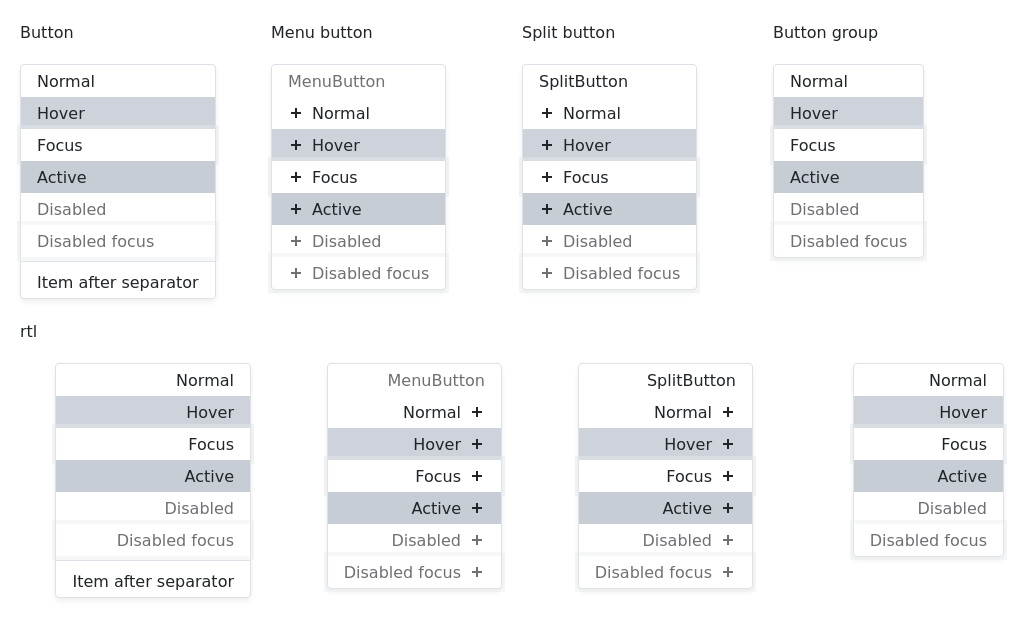 Button
Normal
Hover
Focus
Active
Disabled
Disabled focus
Item after separator
Menu button
MenuButton
+ Normal
+ Hover
+ Focus
+ Active
+ Disabled
+ Disabled focus
Split button
SplitButton
+ Normal
+ Hover
+ Focus
+ Active
+ Disabled
+ Disabled focus
Button group
Normal
Hover
Focus
Active
Disabled
Disabled focus
rtl
Normal
Hover
Focus
Active
Disabled
Disabled focus
Item after separator
MenuButton
Normal +
Hover +
Focus +
Active +
Disabled +
Disabled focus +
SplitButton
Normal +
Hover +
Focus +
Active +
Disabled +
Disabled focus +
Normal
Hover
Focus
Active
Disabled
Disabled focus